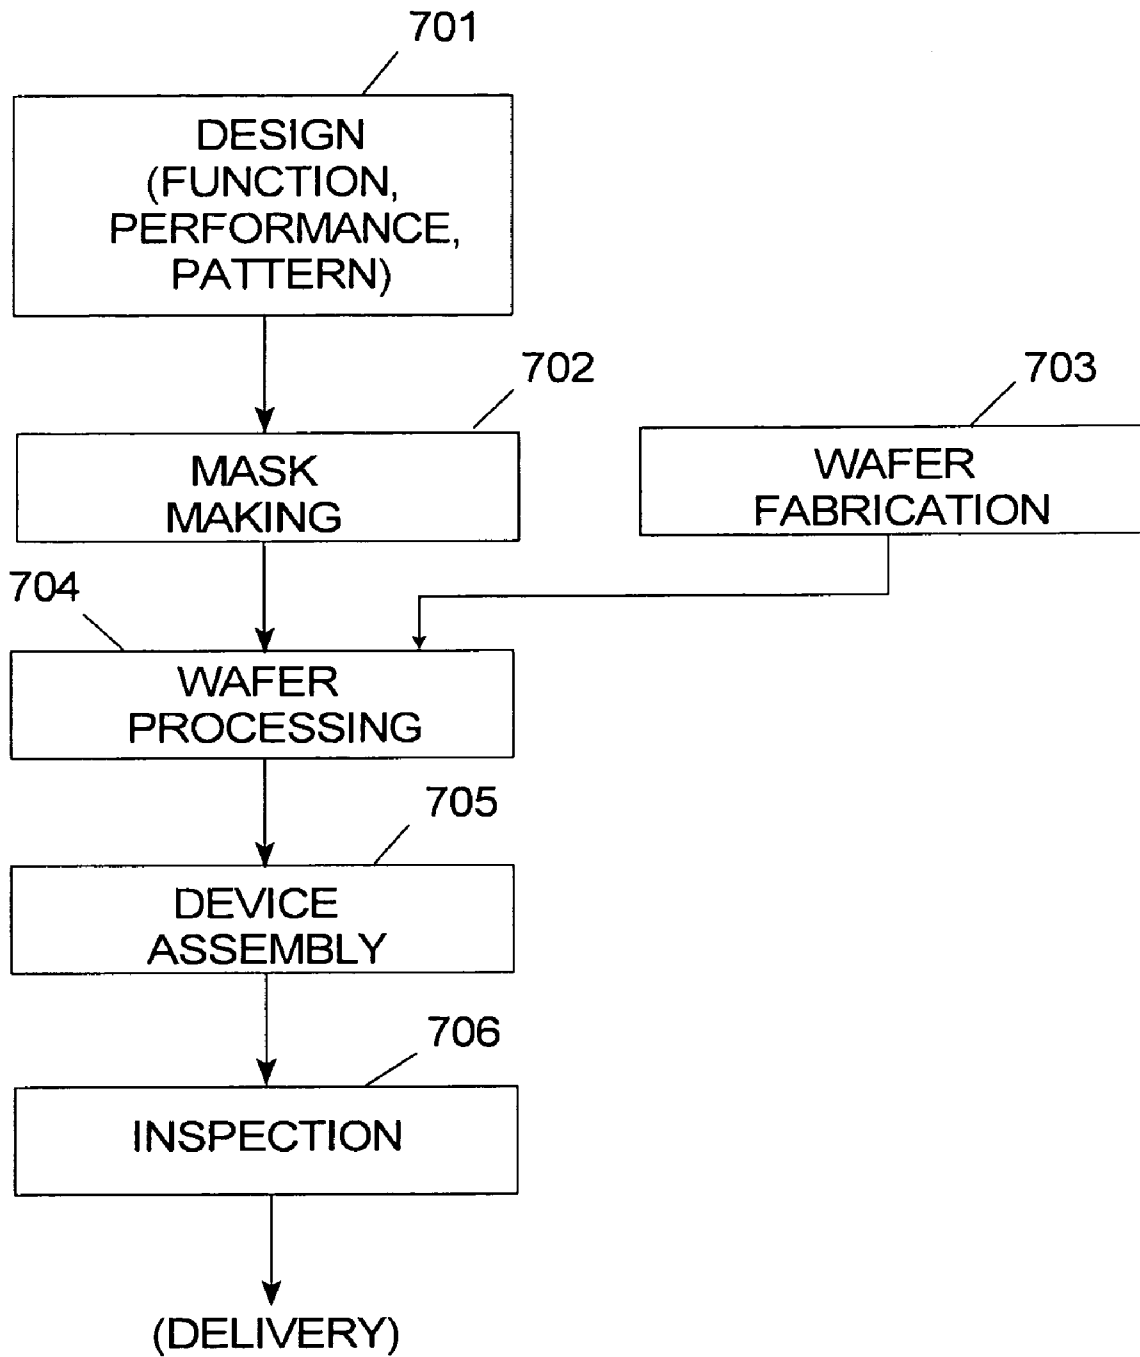 701
DESIGN
(FUNCTION,
PERFORMANCE,
PATTERN)
702
MASK
MAKING
703
WAFER
FABRICATION
704
WAFER
PROCESSING
705
DEVICE
ASSEMBLY
706
INSPECTION
(DELIVERY)